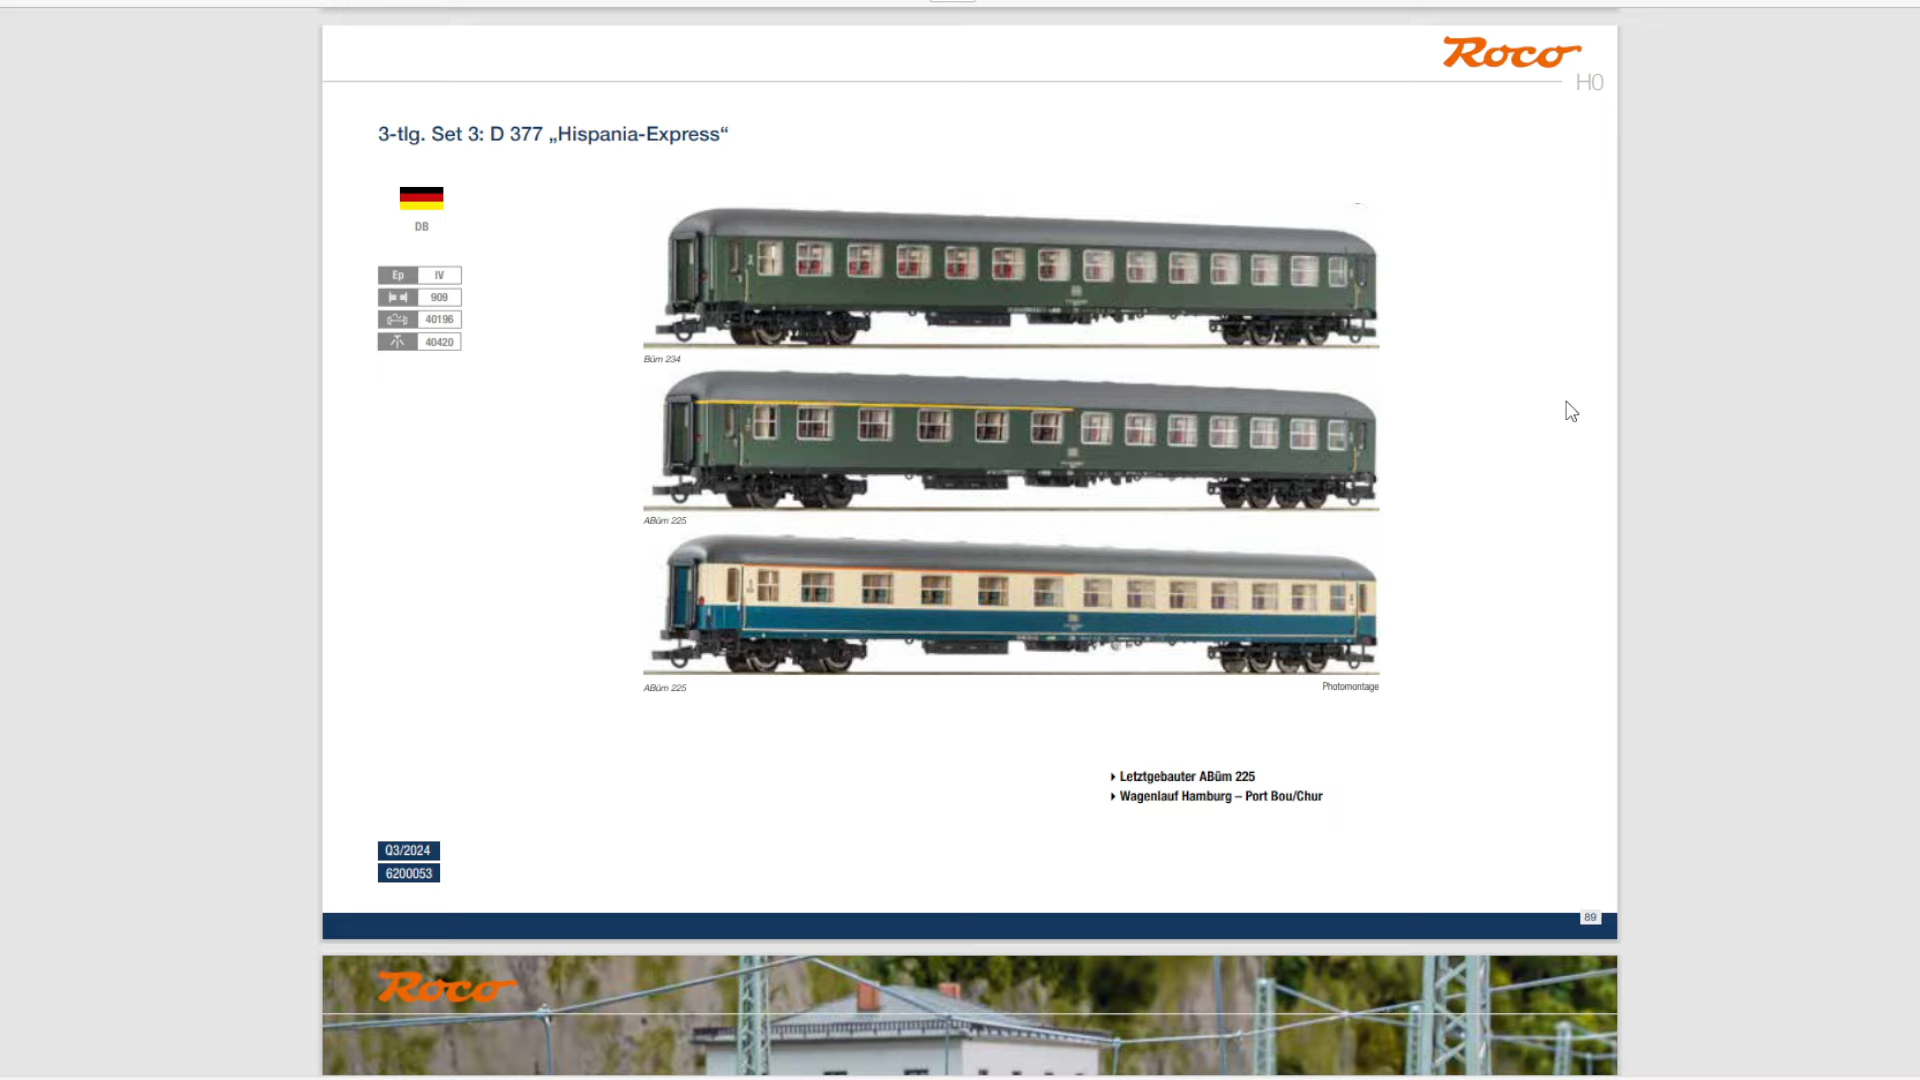 Roco
H0
3-tlg. Set 3: D 377 „Hispania-Express“
DB
Ep IV
909
40196
40420
Büm 234
ABüm 225
ABüm 225
Photomontage
Letztgebauter ABüm 225
Wagenlauf Hamburg – Port Bou/Chur
Q3/2024
6200053
89
Roco